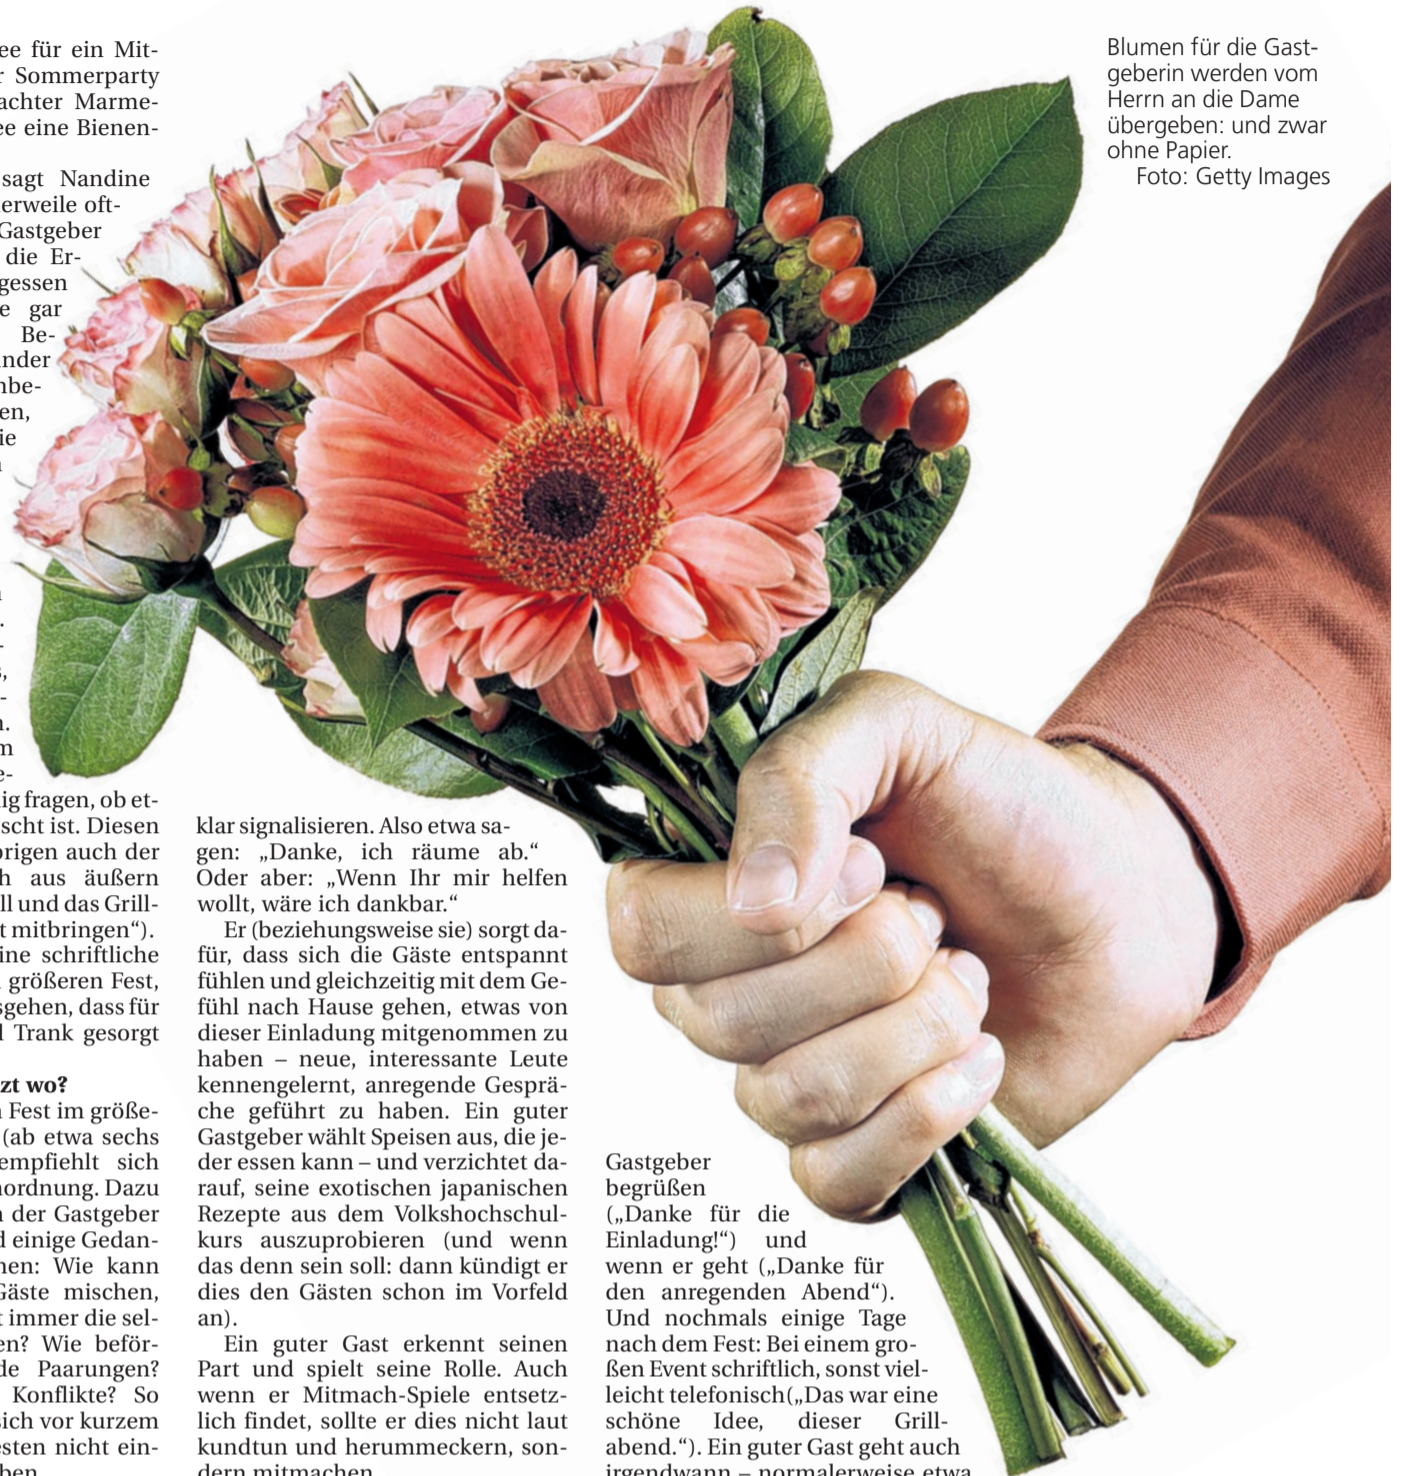 ee für ein Mit-
Sommerparty
achter Marme-
ee eine Bienen-
sagt Nandine
erweile oft-
Gastgeber
die Er-
gessen
e gar
Be-
nder
nbe-
en,
ie
m
e-
ig fragen, ob et-
scht ist. Diesen
origen auch der
h aus äußern
ll und das Grill-
t mitbringen“).
ine schriftliche
größeren Fest,
sgehen, dass für
l Trank gesorgt
zt wo?
Fest im größe-
(ab etwa sechs
empfiehlt sich
nordnung. Dazu
der Gastgeber
d einige Gedan-
hen: Wie kann
Gäste mischen,
t immer die sel-
en? Wie beför-
de Paarungen?
Konflikte? So
sich vor kurzem
esten nicht ein-
ben.
klar signalisieren. Also etwa sa-
gen: „Danke, ich räume ab.“
Oder aber: „Wenn Ihr mir helfen
wollt, wäre ich dankbar.“
Er (beziehungsweise sie) sorgt da-
für, dass sich die Gäste entspannt
fühlen und gleichzeitig mit dem Ge-
fühl nach Hause gehen, etwas von
dieser Einladung mitgenommen zu
haben – neue, interessante Leute
kennengelernt, anregende Gesprä-
che geführt zu haben. Ein guter
Gastgeber wählt Speisen aus, die je-
der essen kann – und verzichtet da-
rauf, seine exotischen japanischen
Rezepte aus dem Volkshochschul-
kurs auszuprobieren (und wenn
das denn sein soll: dann kündigt er
dies den Gästen schon im Vorfeld
an).
Ein guter Gast erkennt seinen
Part und spielt seine Rolle. Auch
wenn er Mitmach-Spiele entsetz-
lich findet, sollte er dies nicht laut
kundtun und herummeckern, son-
dern mitmachen
Gastgeber
begrüßen
(„Danke für die
Einladung!“) und
wenn er geht („Danke für
den anregenden Abend“).
Und nochmals einige Tage
nach dem Fest: Bei einem gro-
ßen Event schriftlich, sonst viel-
leicht telefonisch(„Das war eine
schöne Idee, dieser Grill-
abend.“). Ein guter Gast geht auch
irgendwann – normalerweise etwa
Blumen für die Gast-
geberin werden vom
Herrn an die Dame
übergeben: und zwar
ohne Papier.
Foto: Getty Images